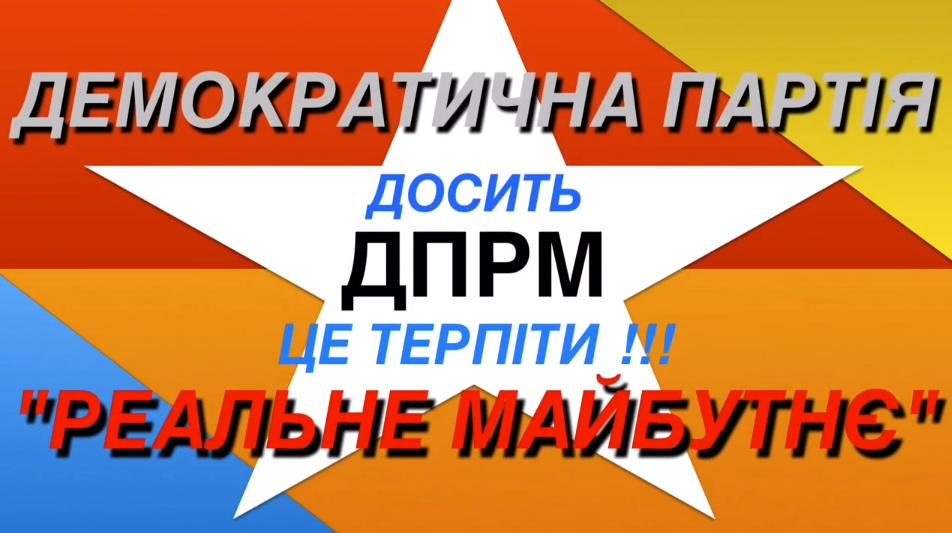 ДЕМОКРАТИЧНА ПАРТІЯ
ДОСИТЬ
ДПРМ
ЦЕ ТЕРПІТИ !!!
"РЕАЛЬНЕ МАЙБУТНЄ"